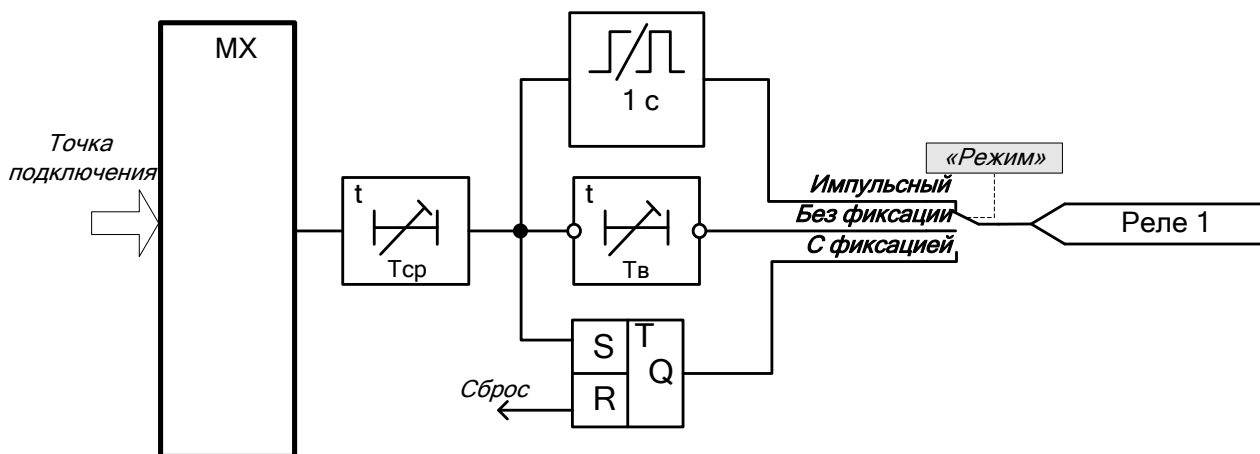 МХ
1 с
Точка
подключения
«Режим»
Импульсный
t
t
Без фиксации
Реле 1
С фиксацией
Тср
Тв
S
T
Q
Сброс
R